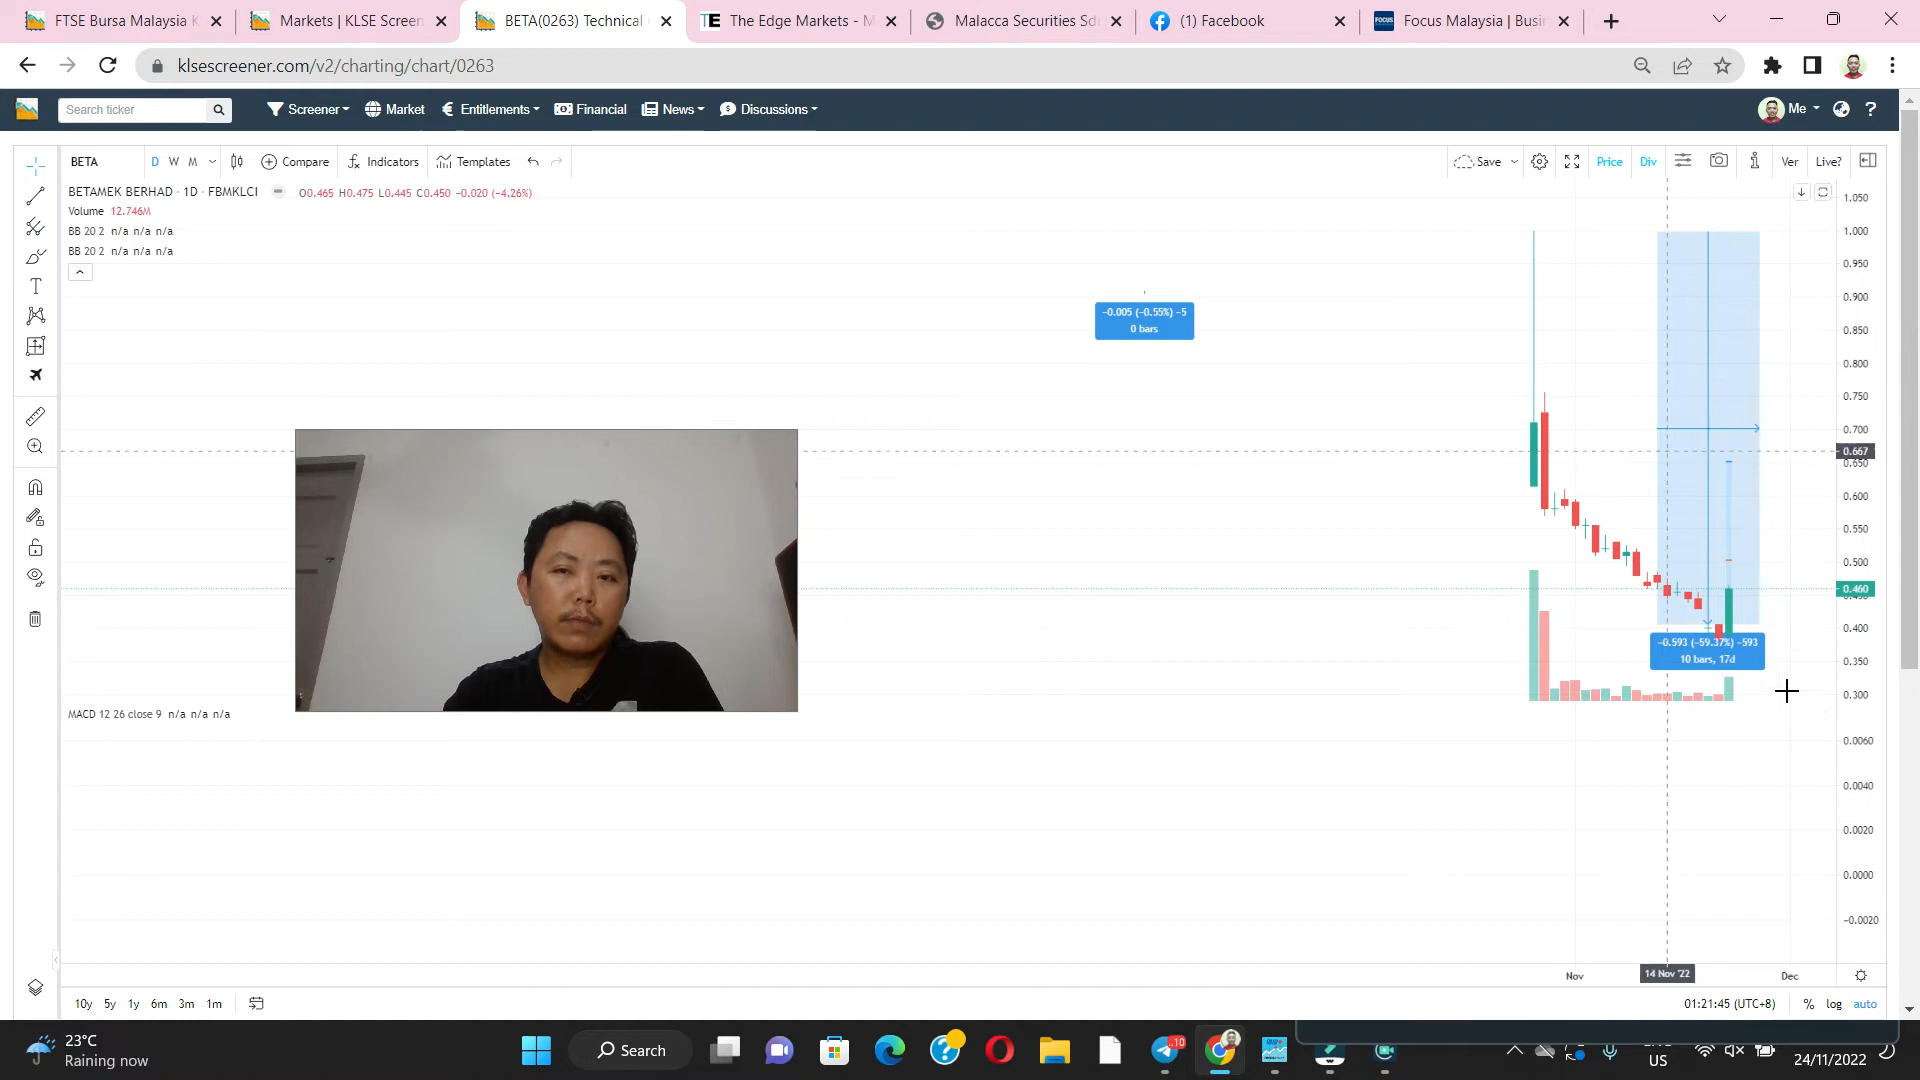 FTSE Bursa Malaysia K
Markets | KLSE Screen
BETA(0263) Technical
The Edge Markets - M
Malacca Securities Sd
(1) Facebook
FOCUS
Focus Malaysia | Busi
klsescreener.com/v2/charting/chart/0263
Search ticker
Screener
Market
Entitlements
Financial
News
Discussions
Me
?
BETA
D
W
M
Compare
Indicators
Templates
Save
Price
Div
Ver
Live?
BETAMEK BERHAD · 1D · FBMKLCI
O0.465 H0.475 L0.445 C0.450 −0.020 (−4.26%)
Volume 12.746M
BB 20 2 n/a n/a n/a
BB 20 2 n/a n/a n/a
−0.005 (−0.55%) −5
0 bars
−0.593 (−59.37%) −593
10 bars, 17d
1.050
1.000
0.950
0.900
0.850
0.800
0.750
0.700
0.667
0.650
0.600
0.550
0.500
0.460
0.400
0.350
0.300
MACD 12 26 close 9 n/a n/a n/a
0.0060
0.0040
0.0020
0.0000
−0.0020
Nov
14 Nov '22
Dec
10y
5y
1y
6m
3m
1m
01:21:45 (UTC+8)
%
log
auto
23°C
Raining now
Search
US
24/11/2022